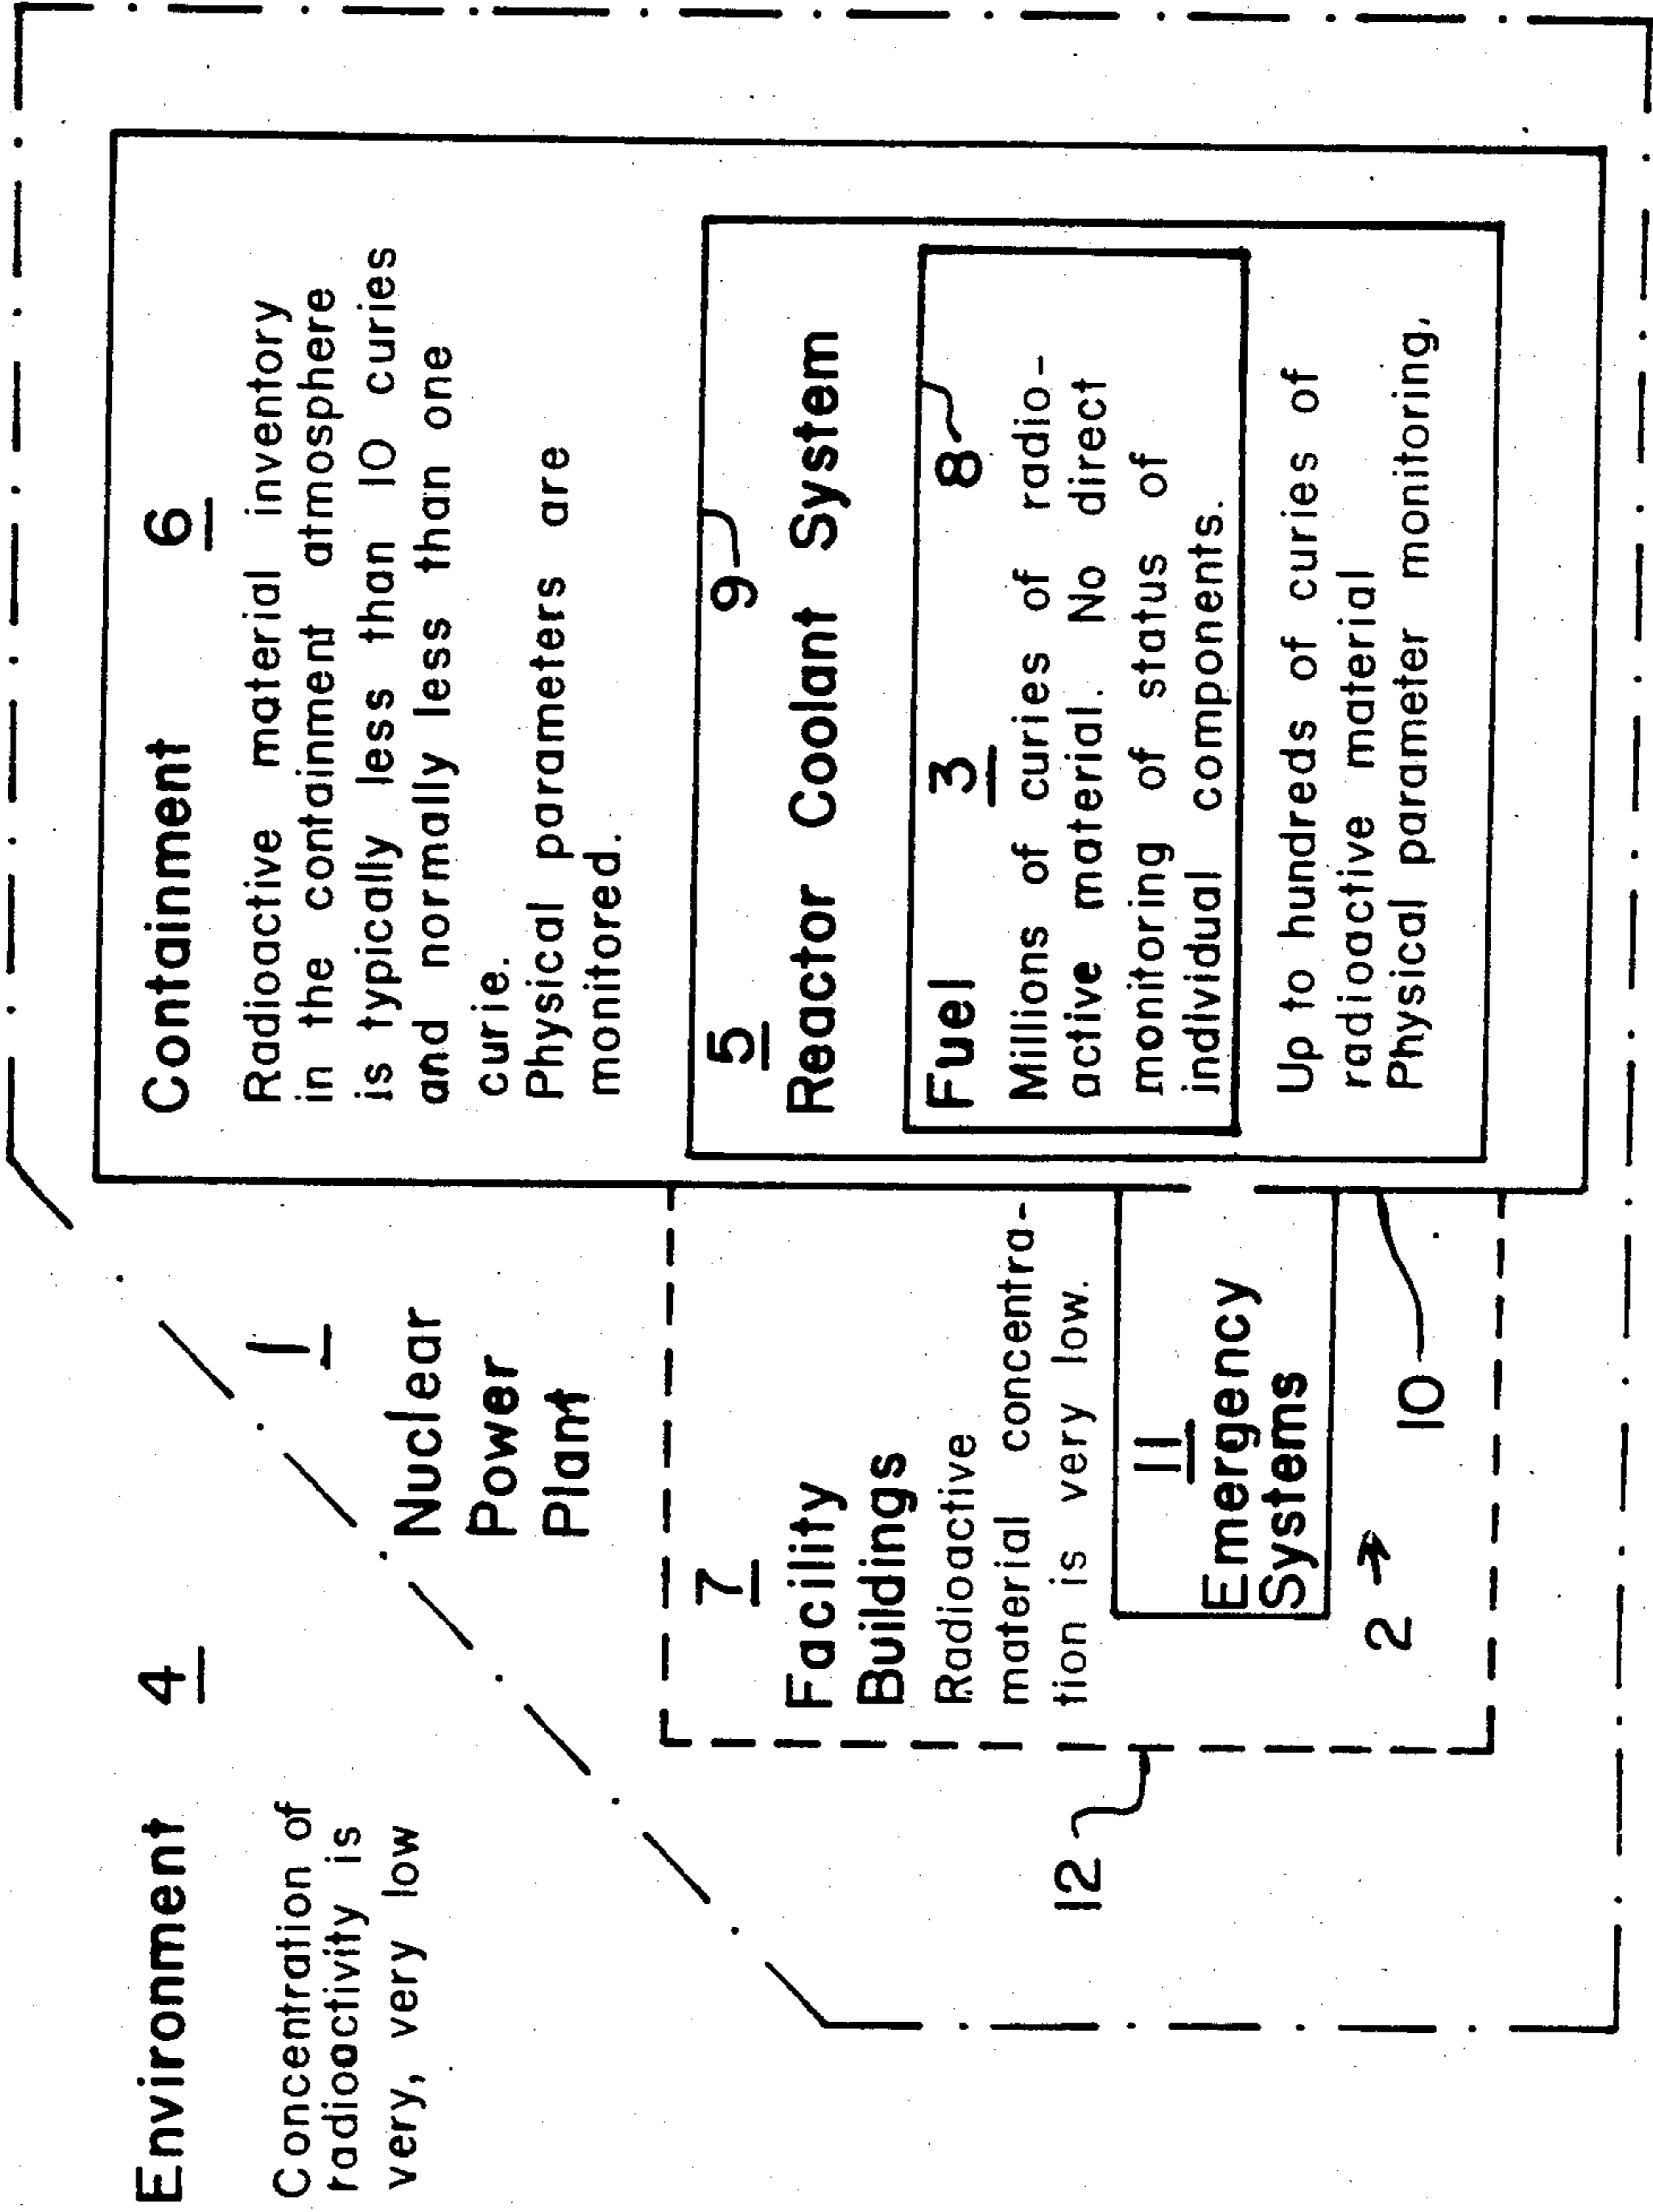 Environment 4
Concentration of
radioactivity is
very, very low
1
Nuclear
Power
Plant
7
Facility
Buildings
Radioactive
material concentra-
tion is very low.
11
Emergency
Systems
2
10
12
Containment 6
Radioactive material inventory
in the containment atmosphere
is typically less than 10 curies
and normally less than one
curie.
Physical parameters are
monitored.
9
5
Reactor Coolant System
Fuel 3
8
Millions of curies of radio-
active material. No direct
monitoring of status of
individual components.
Up to hundreds of curies of
radioactive material
Physical parameter monitoring,